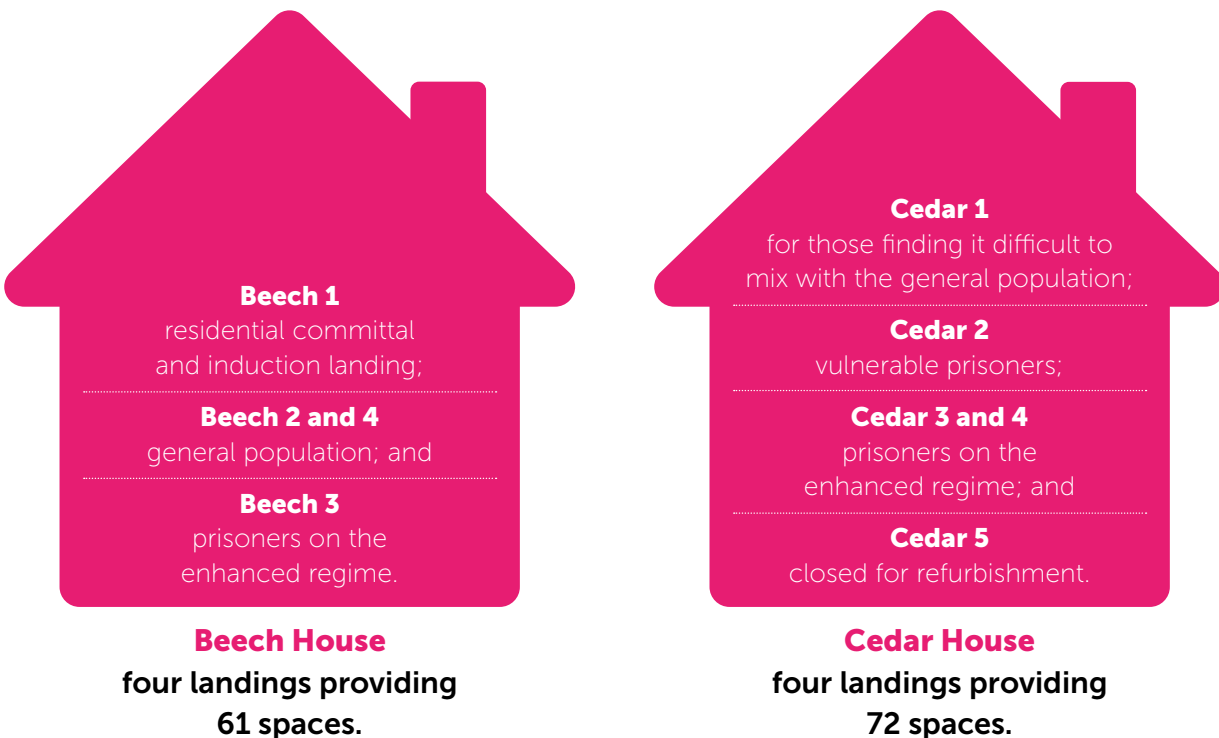 Beech 1
residential committal
and induction landing;
Beech 2 and 4
general population; and
Beech 3
prisoners on the
enhanced regime.
Beech House
four landings providing
61 spaces.
Cedar 1
for those finding it difficult to
mix with the general population;
Cedar 2
vulnerable prisoners;
Cedar 3 and 4
prisoners on the
enhanced regime; and
Cedar 5
closed for refurbishment.
Cedar House
four landings providing
72 spaces.